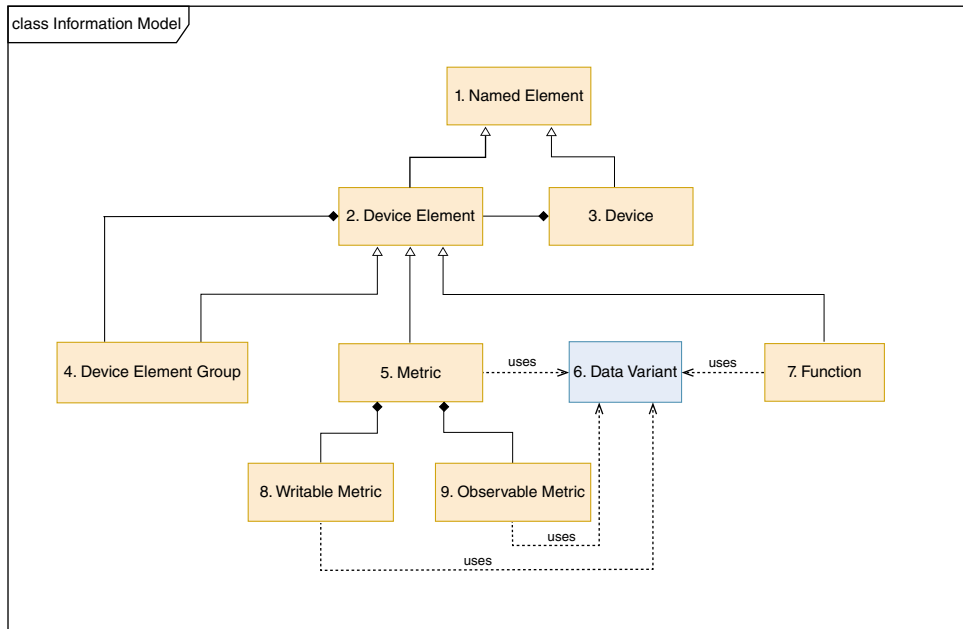 class Information Model
1. Named Element
2. Device Element
3. Device
4. Device Element Group
5. Metric
uses
6. Data Variant
uses
7. Function
8. Writable Metric
9. Observable Metric
uses
uses